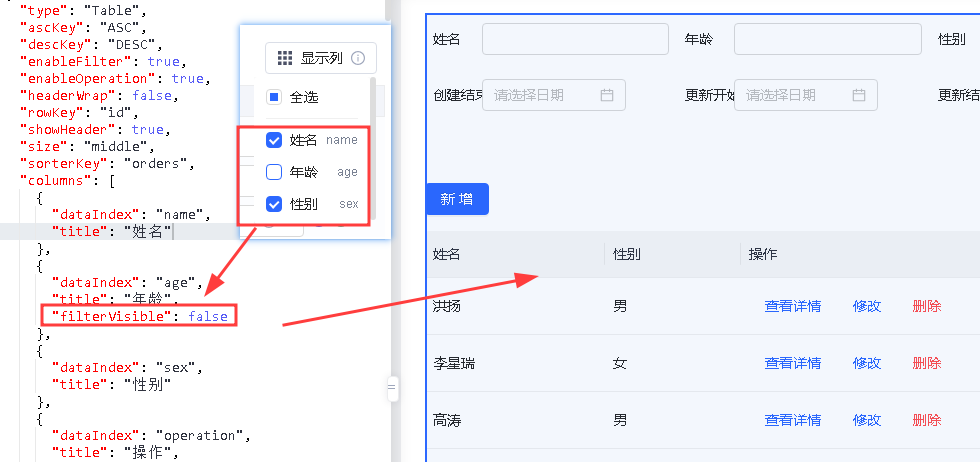 "type": "Table",
"ascKey": "ASC",
"descKey": "DESC",
"enableFilter": true,
"enableOperation": true,
"headerWrap": false,
"rowKey": "id",
"showHeader": true,
"size": "middle",
"sorterKey": "orders",
"columns": [
{
"dataIndex": "name",
"title": "姓名"
},
{
"dataIndex": "age",
"title": "年龄",
"filterVisible": false
},
{
"dataIndex": "sex",
"title": "性别"
},
{
"dataIndex": "operation",
"title": "操作",
显示列
全选
姓名 name
年龄 age
性别 sex
姓名 年龄 性别
创建结束 请选择日期 更新开始 请选择日期 更新结
新增
姓名 性别 操作
洪扬 男 查看详情 修改 删除
李星瑞 女 查看详情 修改 删除
高涛 男 查看详情 修改 删除